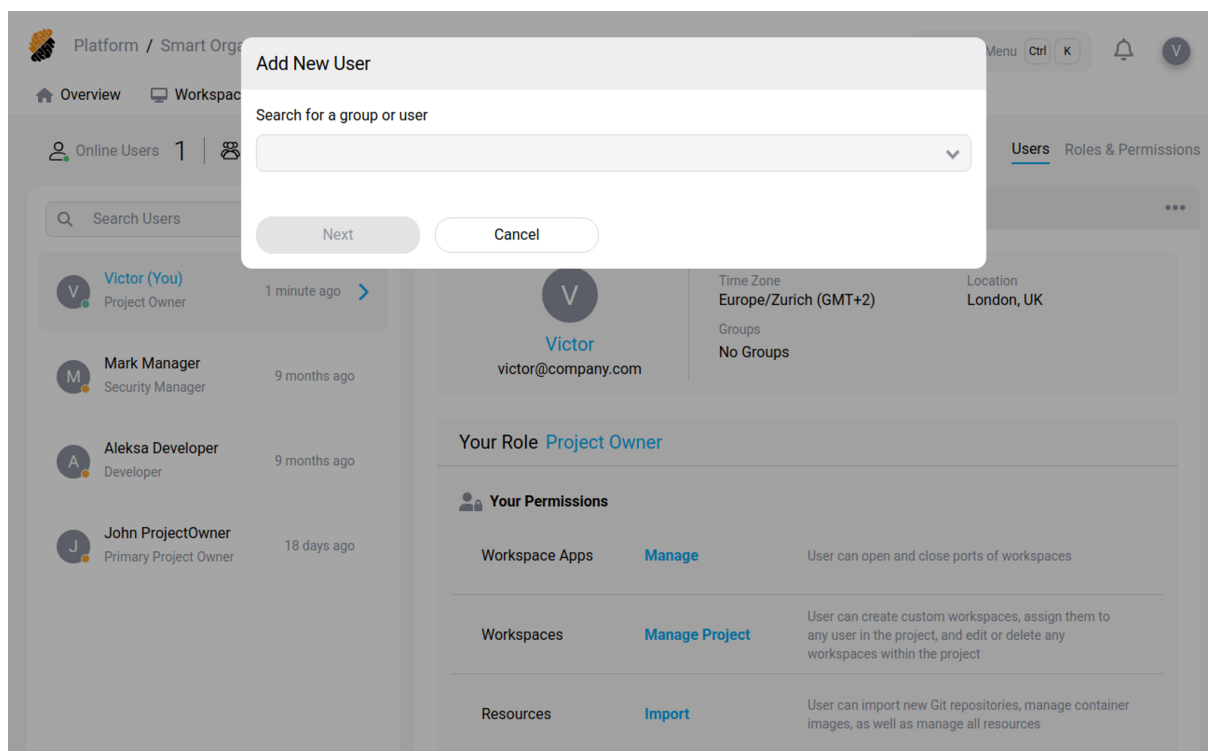 Platform / Smart Orga
Menu Ctrl K
V
Overview
Workspac
Add New User
Search for a group or user
Next
Cancel
Online Users 1
Users
Roles & Permissions
Search Users
V
Victor (You)
Project Owner
1 minute ago
M
Mark Manager
Security Manager
9 months ago
A
Aleksa Developer
Developer
9 months ago
J
John ProjectOwner
Primary Project Owner
18 days ago
V
Victor
victor@company.com
Time Zone
Europe/Zurich (GMT+2)
Groups
No Groups
Location
London, UK
Your Role Project Owner
Your Permissions
Workspace Apps
Manage
User can open and close ports of workspaces
Workspaces
Manage Project
User can create custom workspaces, assign them to
any user in the project, and edit or delete any
workspaces within the project
Resources
Import
User can import new Git repositories, manage container
images, as well as manage all resources